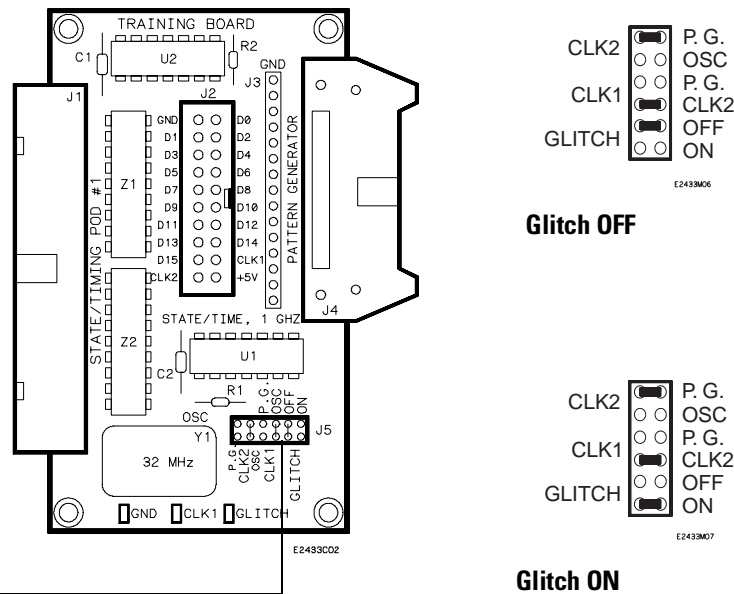 TRAINING BOARD
C1
U2
R2
GND
J3
J1
J2
GND D0
D1 D2
D3 D4
D5 D6
D7 D8
D9 D10
D11 D12
D13 D14
D15 CLK1
CLK2 +5V
Z1
STATE/TIMING POD #1
PATTERN GENERATOR
J4
STATE/TIME, 1 GHZ
Z2
C2
U1
R1
OSC
Y1
32 MHz
P.G.
OSC
OFF
ON
J5
P.G.
CLK2
OSC
CLK1
GLITCH
GND
CLK1
GLITCH
E2433C02
CLK2 P. G.
OSC
CLK1 P. G.
CLK2
GLITCH OFF
ON
E2433M06
Glitch OFF
CLK2 P. G.
OSC
CLK1 P. G.
CLK2
GLITCH OFF
ON
E2433M07
Glitch ON